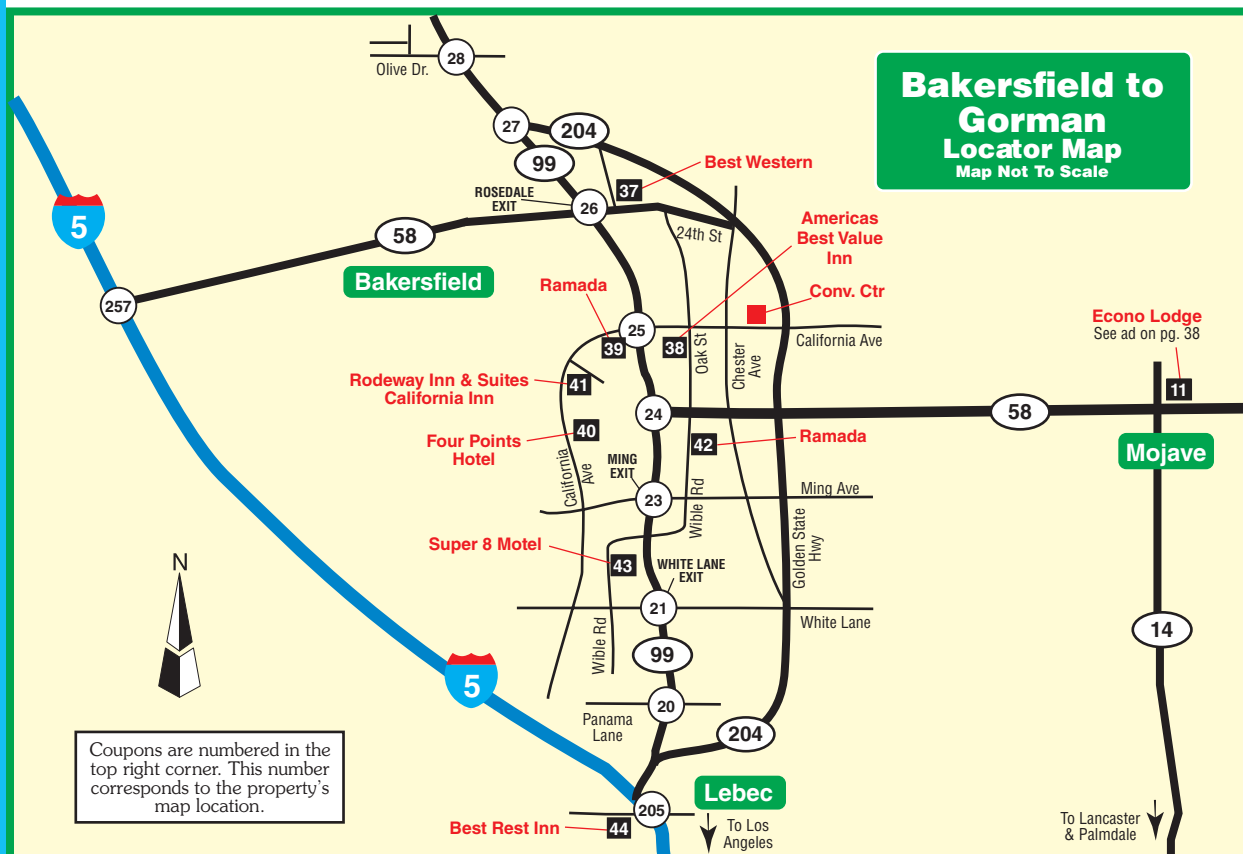 Bakersfield to
Gorman
Locator Map
Map Not To Scale
28
Olive Dr.
27
204
99
Best Western
37
ROSEDALE
EXIT
26
5
58
24th St
Americas
Best Value
Inn
Bakersfield
257
Ramada
Conv. Ctr
25
39
38
Oak St
Chester
Ave
California Ave
Econo Lodge
See ad on pg. 38
11
Rodeway Inn & Suites
California Inn
41
24
58
Four Points
Hotel
40
42
Ramada
Mojave
California
Ave
MING
EXIT
23
Wible Rd
Ming Ave
Golden State
Hwy
Super 8 Motel
43
WHITE LANE
EXIT
N
21
White Lane
Wible Rd
99
14
5
20
Panama
Lane
204
Coupons are numbered in the
top right corner. This number
corresponds to the property's
map location.
Lebec
205
Best Rest Inn
44
To Los
Angeles
To Lancaster
& Palmdale